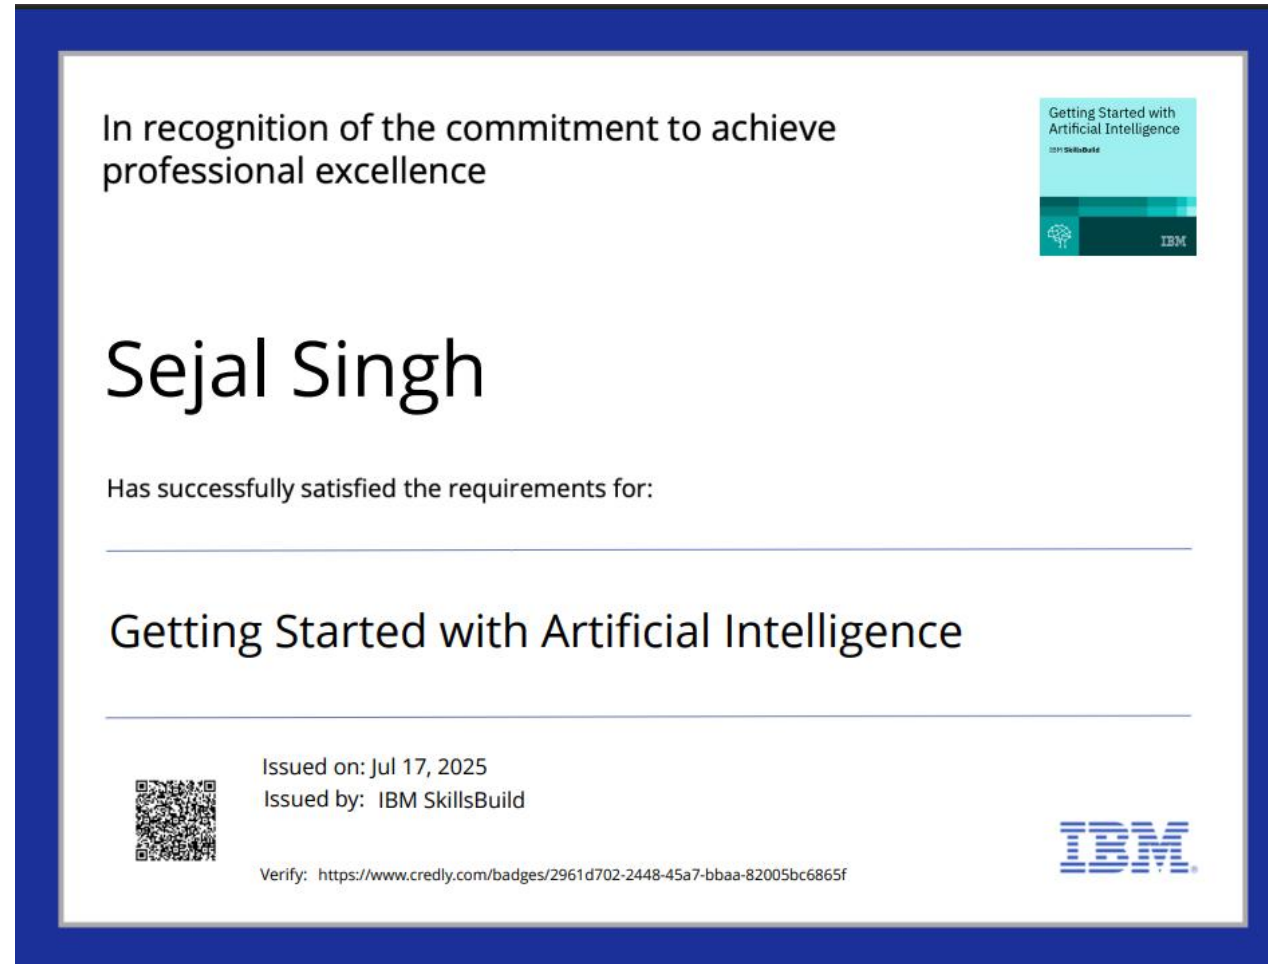 In recognition of the commitment to achieve
professional excellence
Getting Started with
Artificial Intelligence
IBM SkillsBuild
IBM
Sejal Singh
Has successfully satisfied the requirements for:
Getting Started with Artificial Intelligence
Issued on: Jul 17, 2025
Issued by: IBM SkillsBuild
Verify: https://www.credly.com/badges/2961d702-2448-45a7-bbaa-82005bc6865f
IBM®